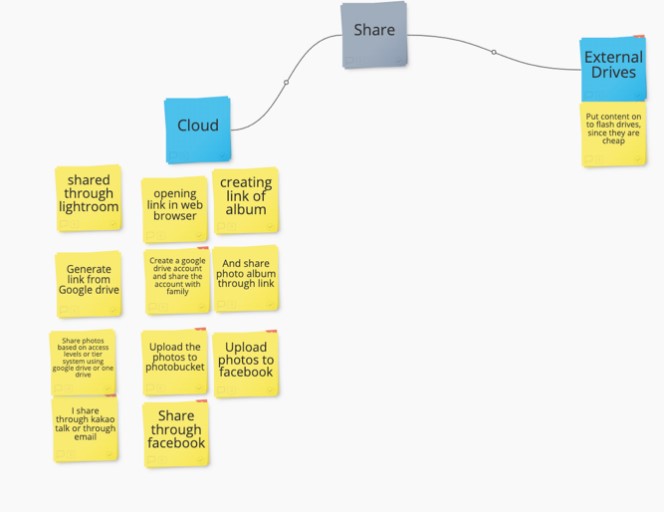 Share
External
Drives
Put content on
to flash drives,
since they are
cheap
Cloud
shared
through
lightroom
opening
link in web
browser
creating
link of
album
Generate
link from
Google drive
Create a google
drive account
and share the
account with
family
And share
photo album
through link
Share photos
based on access
levels or tier
system using
google drive or one
drive
Upload the
photos to
photobucket
Upload
photos to
facebook
I share
through kakao
talk or through
email
Share
through
facebook